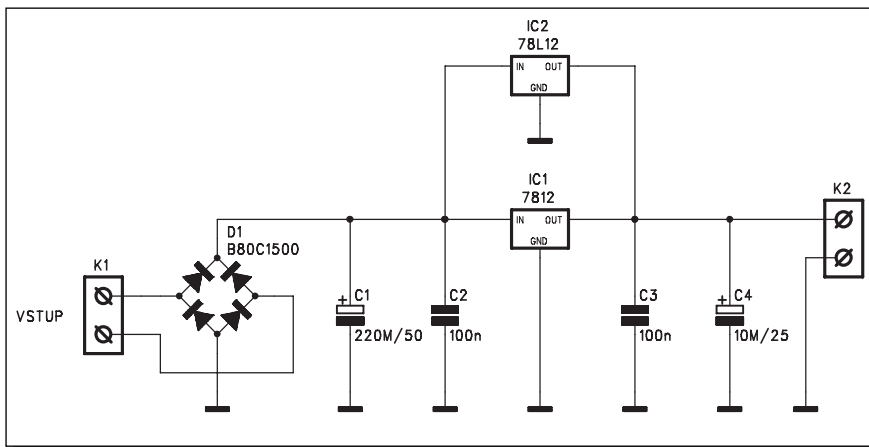 IC2
78L12
IN OUT
GND
IC1
7812
IN OUT
GND
K2
D1
B80C1500
K1
VSTUP
+ C1
220M/50
C2
100n
C3
100n
+ C4
10M/25